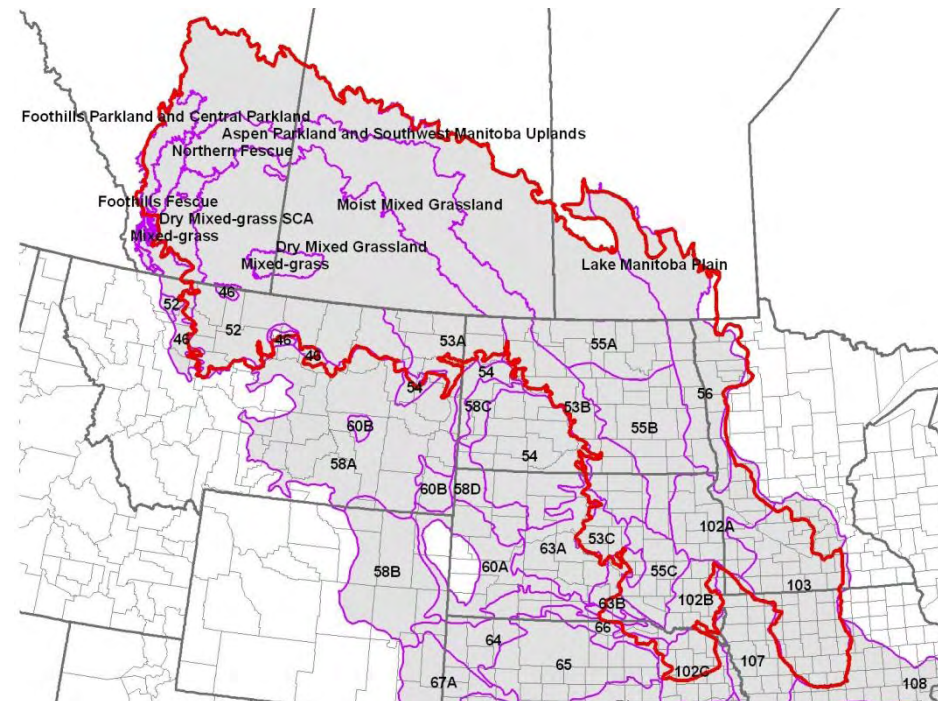 Foothills Parkland and Central Parkland
Aspen Parkland and Southwest Manitoba Uplands
Northern Fescue
Foothills Fescue
Moist Mixed Grassland
Dry Mixed-grass SCA
Mixed-grass
Dry Mixed Grassland
Mixed-grass
Lake Manitoba Plain
46
52
52
46
46
46
53A
55A
54
54
56
58C
53B
60B
55B
54
58A
60B
58D
102A
53C
63A
58B
60A
55C
103
102B
63B
66
64
65
107
102C
67A
108